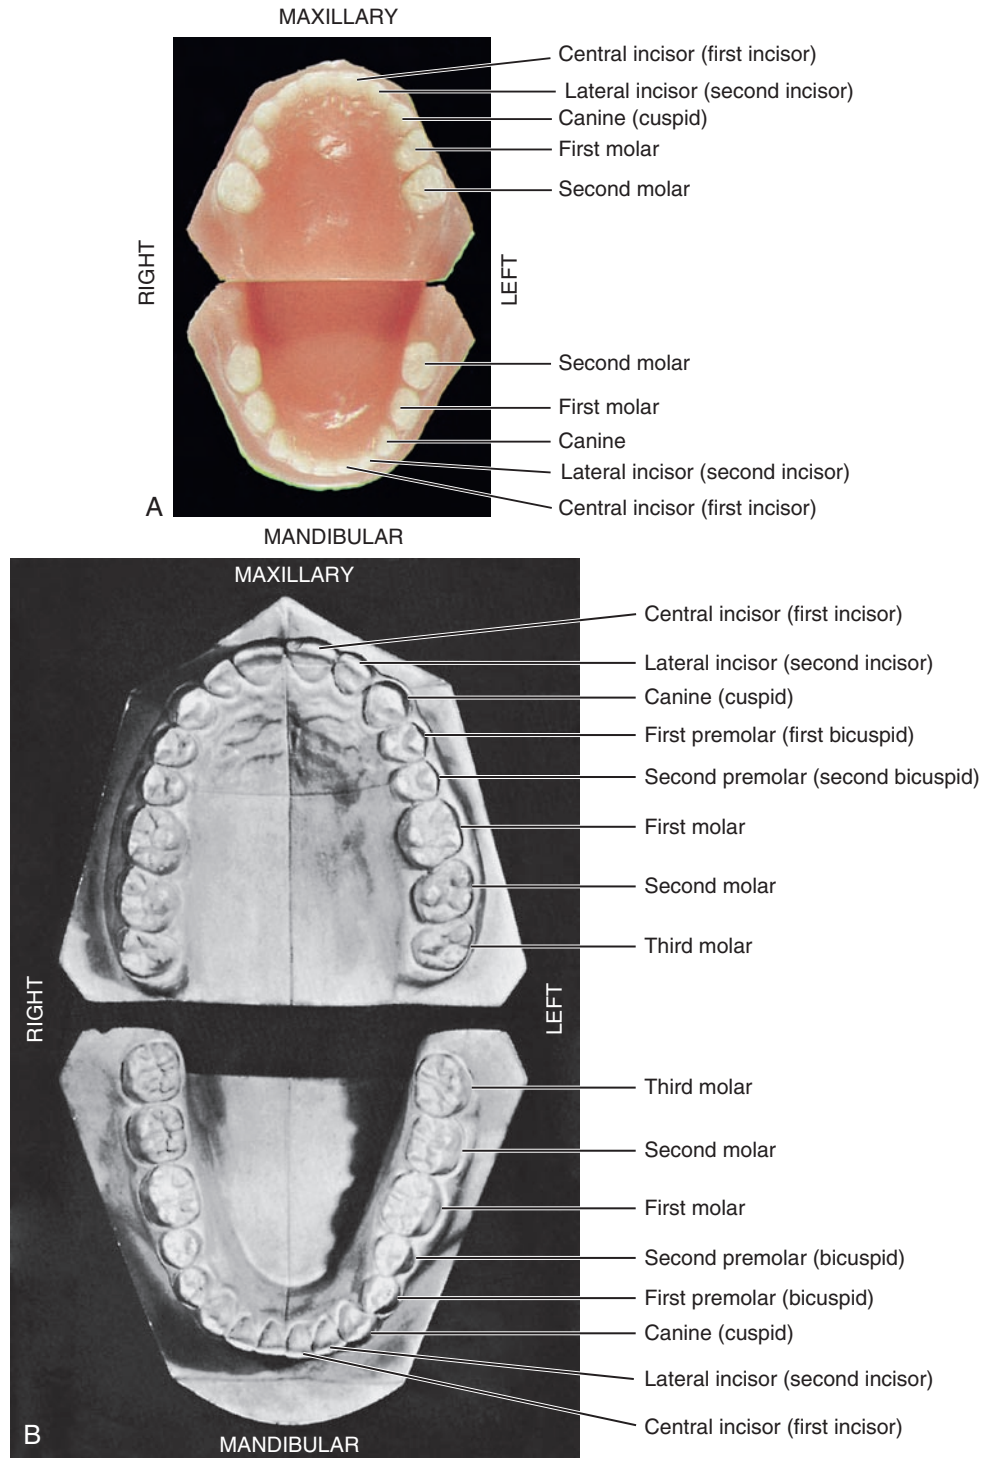 MAXILLARY
Central incisor (first incisor)
Lateral incisor (second incisor)
Canine (cuspid)
First molar
Second molar
RIGHT
LEFT
Second molar
First molar
Canine
Lateral incisor (second incisor)
Central incisor (first incisor)
A
MANDIBULAR
MAXILLARY
Central incisor (first incisor)
Lateral incisor (second incisor)
Canine (cuspid)
First premolar (first bicuspid)
Second premolar (second bicuspid)
First molar
Second molar
Third molar
RIGHT
LEFT
Third molar
Second molar
First molar
Second premolar (bicuspid)
First premolar (bicuspid)
Canine (cuspid)
Lateral incisor (second incisor)
Central incisor (first incisor)
B
MANDIBULAR